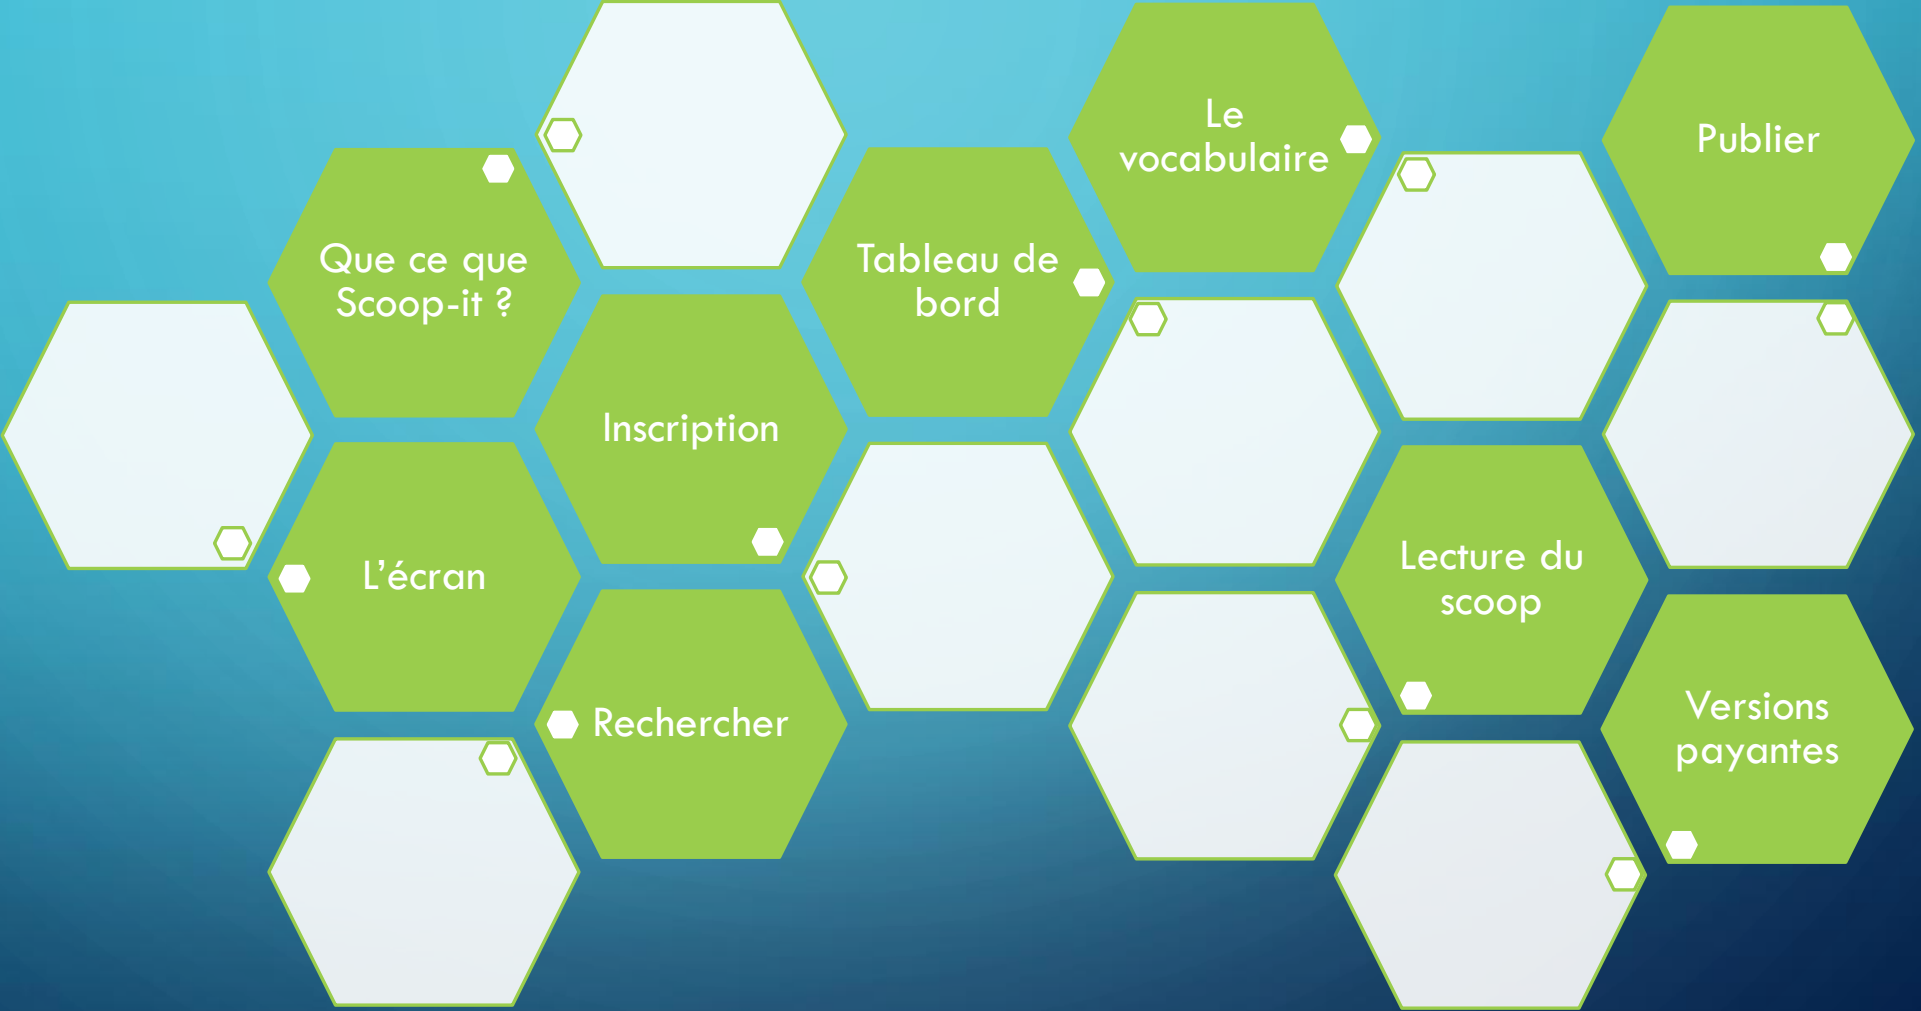 Que ce que
Scoop-it ?
L’écran
Inscription
Rechercher
Tableau de
bord
Le
vocabulaire
Lecture du
scoop
Publier
Versions
payantes